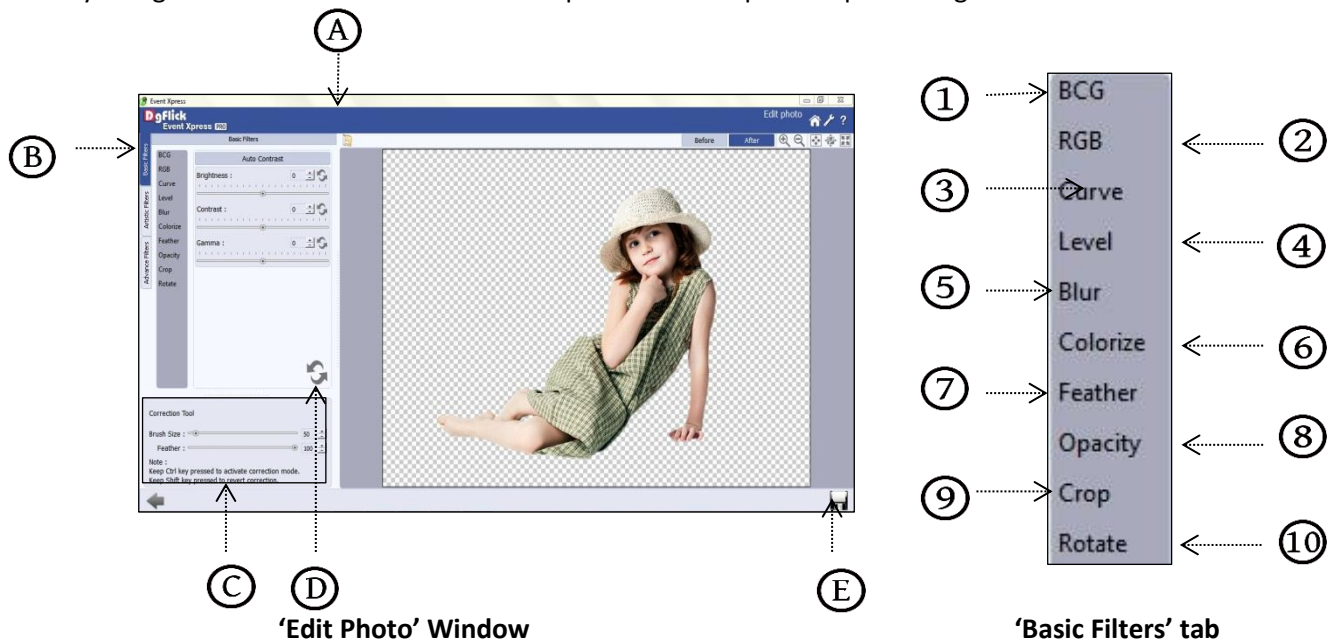 A
Event Xpress
DgFlick
Event Xpress PRO
Edit photo
?
B
Basic Filters
Artistic Filters
Advance Filters
Basic Filters
Before
After
BCG
RGB
Curve
Level
Blur
Colorize
Feather
Opacity
Crop
Rotate
Auto Contrast
Brightness : 0
Contrast : 0
Gamma : 0
Correction Tool
Brush Size : 50
Feather : 100
Note :
Keep Ctrl key pressed to activate correction mode.
Keep Shift key pressed to revert correction.
C
D
E
'Edit Photo' Window
1 BCG
RGB 2
3 Curve
Level 4
5 Blur
Colorize 6
7 Feather
Opacity 8
9 Crop
Rotate 10
'Basic Filters' tab